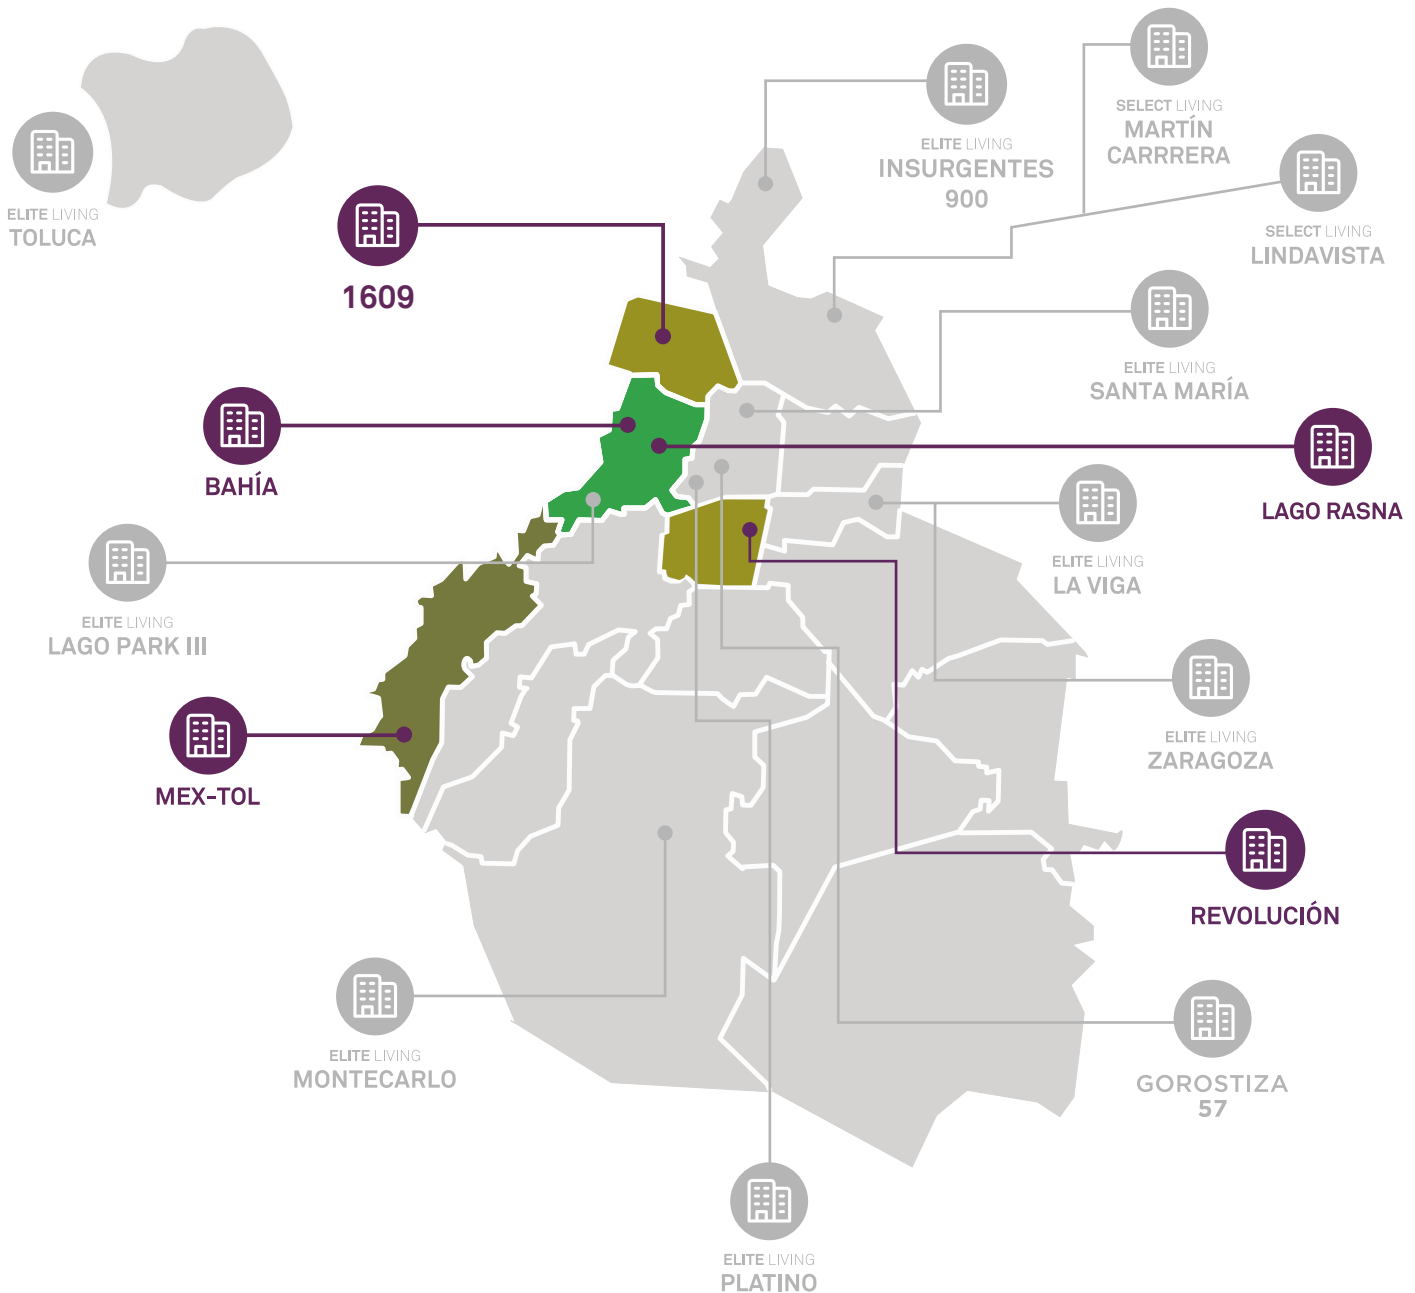 SELECT LIVING
MARTÍN
CARRRERA
ELITE LIVING
INSURGENTES
900
ELITE LIVING
TOLUCA
SELECT LIVING
LINDAVISTA
1609
ELITE LIVING
SANTA MARÍA
BAHÍA
LAGO RASNA
ELITE LIVING
LA VIGA
ELITE LIVING
LAGO PARK III
ELITE LIVING
ZARAGOZA
MEX-TOL
REVOLUCIÓN
ELITE LIVING
MONTECARLO
GOROSTIZA
57
ELITE LIVING
PLATINO